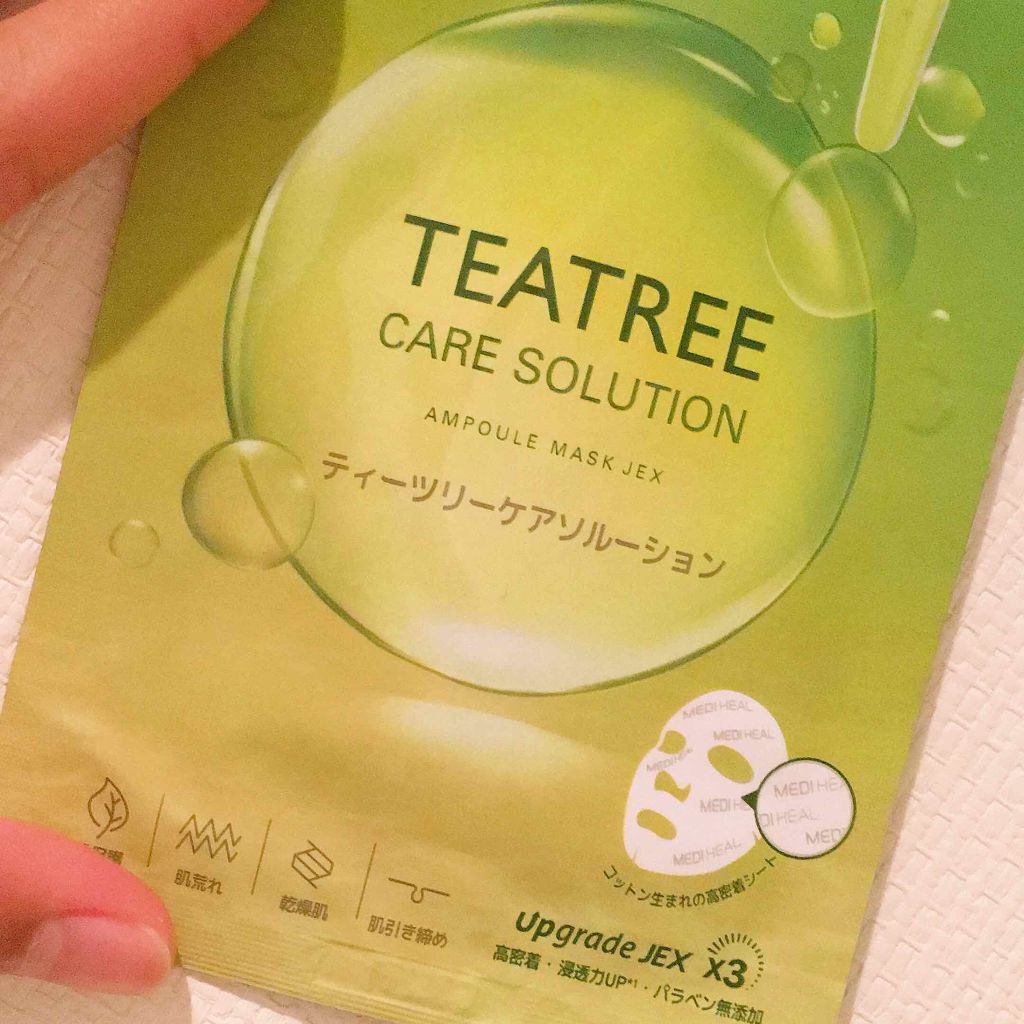 TEATREE
CARE SOLUTION
AMPOULE MASK JEX
ティーツリーケアソルーション
MEDIHEAL
MEDIHEAL
MEDIHEAL
MEDIHEAL
コットン生まれの高密着シート
肌荒れ
乾燥肌
肌引き締め
Upgrade JEX X3
高密着・浸透力UP*¹・パラベン無添加